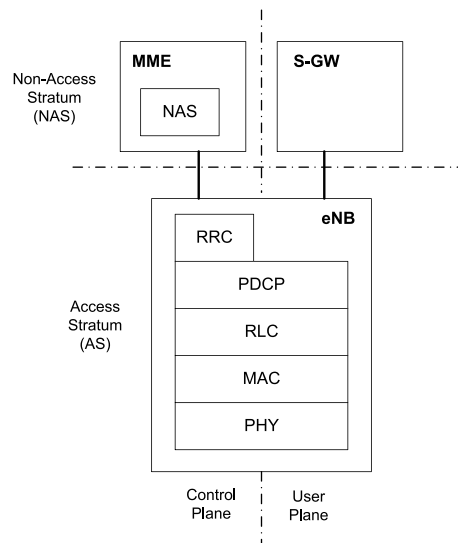 MME
S-GW
Non-Access
Stratum
(NAS)
NAS
eNB
RRC
PDCP
Access
Stratum
(AS)
RLC
MAC
PHY
Control
Plane
User
Plane